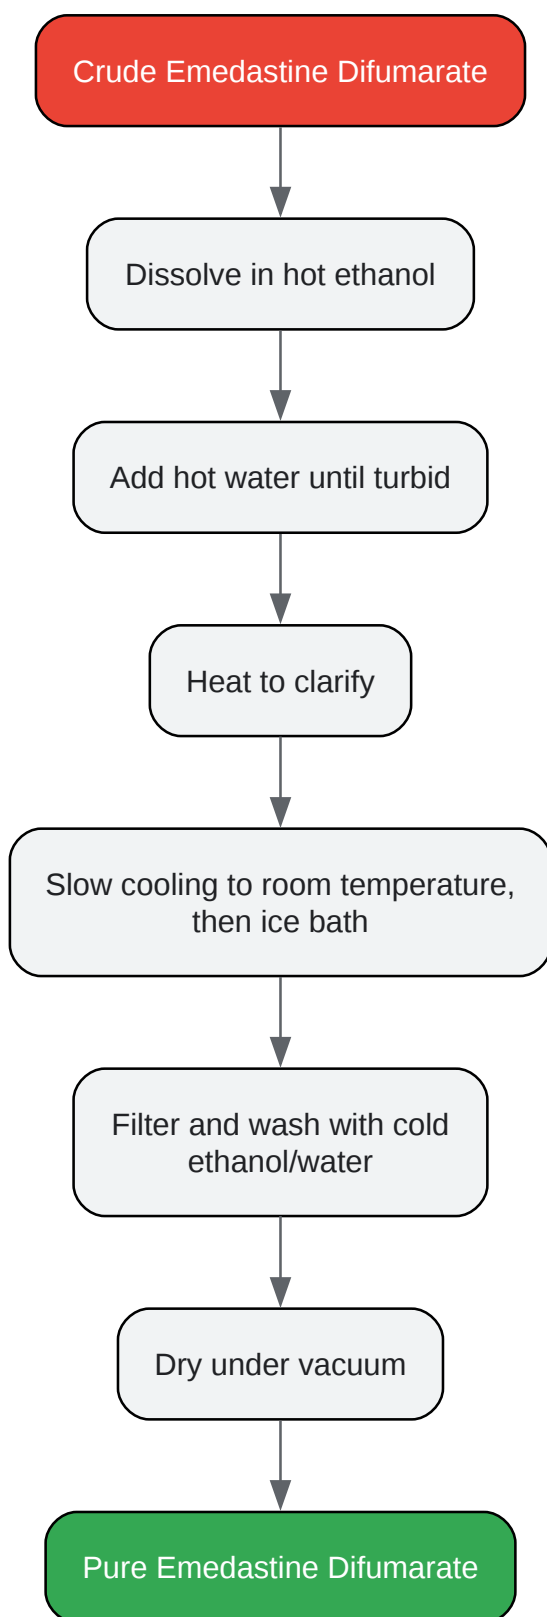 Crude Emedastine Difumarate
Dissolve in hot ethanol
Add hot water until turbid
Heat to clarify
Slow cooling to room temperature,
then ice bath
Filter and wash with cold
ethanol/water
Dry under vacuum
Pure Emedastine Difumarate